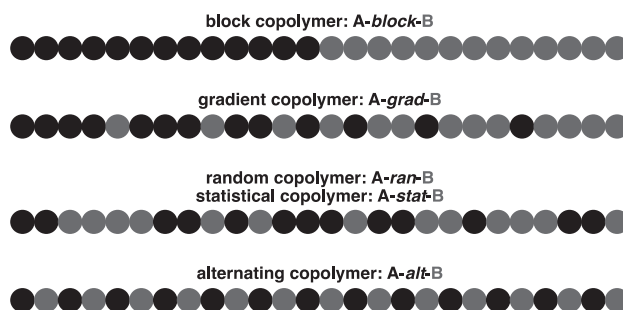 block copolymer: A-block-B
gradient copolymer: A-grad-B
random copolymer: A-ran-B
statistical copolymer: A-stat-B
alternating copolymer: A-alt-B